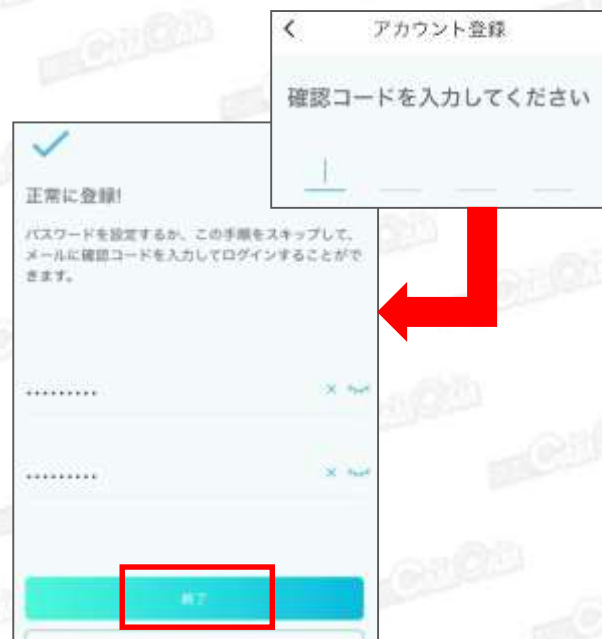 アカウント登録
確認コードを入力してください
正常に登録!
パスワードを設定するか、この手順をスキップして、
メールに確認コードを入力してログインすることがで
きます。
•••••••••
•••••••••
終了